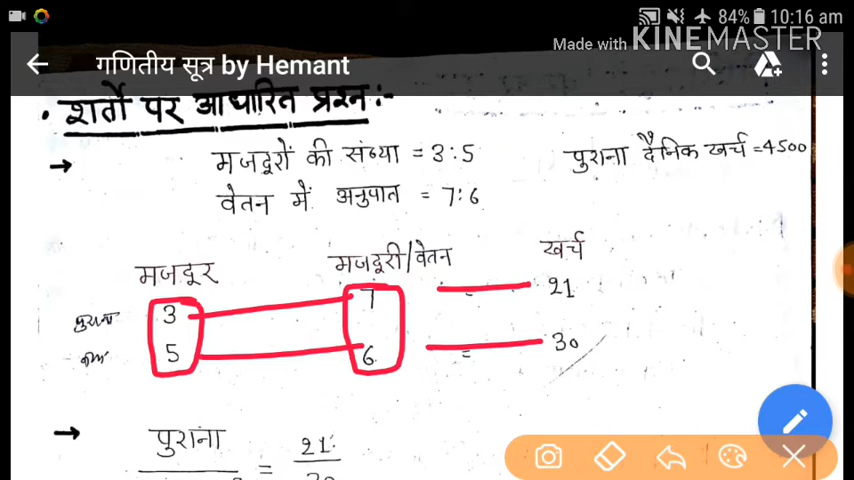 84% 10:16 am
Made with KINEMASTER
गणितीय सूत्र by Hemant
• शर्तो पर आधारित प्रश्न :-
→ मजदूरों की संख्या = 3:5 पुराना दैनिक खर्च = 4500
वेतन में अनुपात = 7:6
मजदूर मजदूरी/वेतन खर्च
पुराना 3 7 = 21
5 6 = 30
→ पुराना
= 21